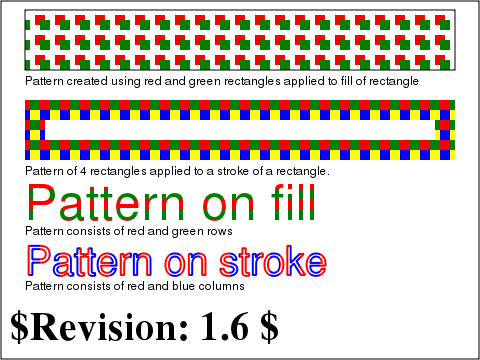 Pattern created using red and green rectangles applied to fill of rectangle
Pattern of 4 rectangles applied to a stroke of a rectangle.
Pattern on fill
Pattern consists of red and green rows
Pattern on stroke
Pattern consists of red and blue columns
$Revision: 1.6 $